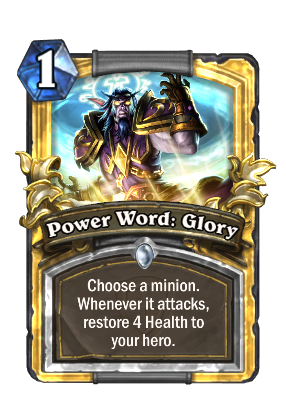 1
Power Word: Glory
Choose a minion.
Whenever it attacks,
restore 4 Health to
your hero.